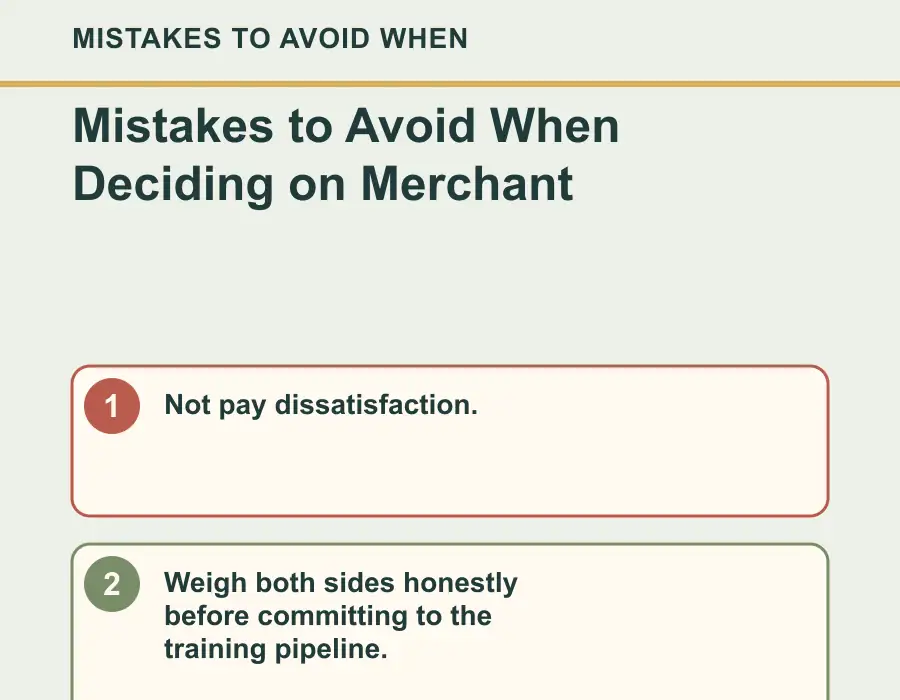 MISTAKES TO AVOID WHEN
Mistakes to Avoid When
Deciding on Merchant
1
Not pay dissatisfaction.
2
Weigh both sides honestly
before committing to the
training pipeline.